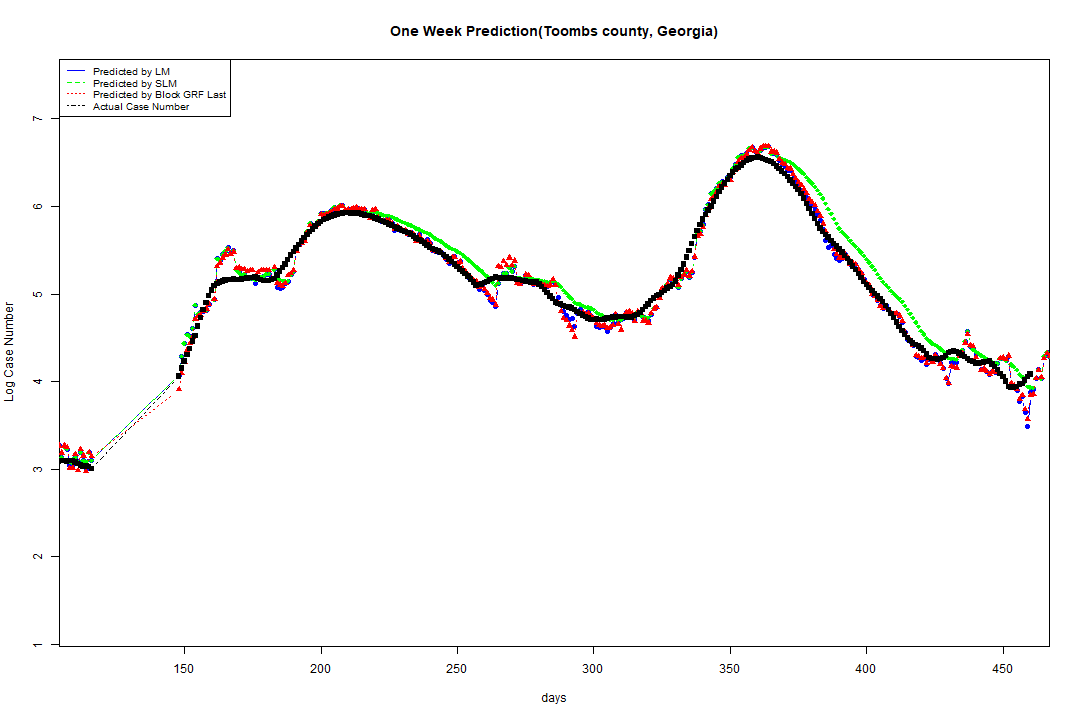 One Week Prediction(Toombs county, Georgia)
Predicted by LM
Predicted by SLM
Predicted by Block GRF Last
Actual Case Number
Log Case Number
7
6
5
4
3
2
1
150 200 250 300 350 400 450
days